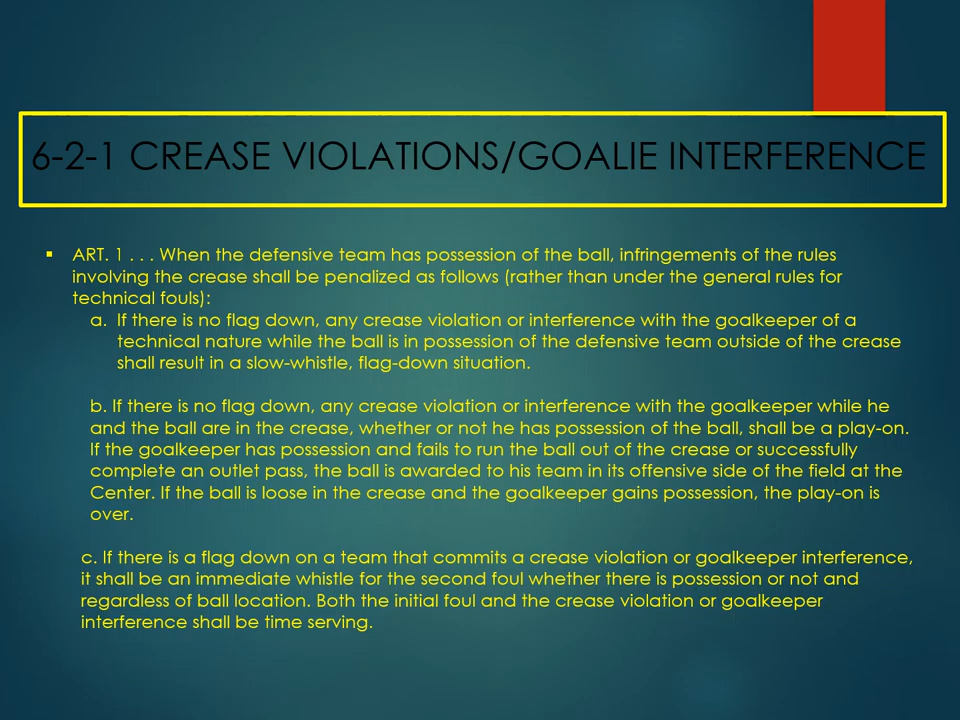 6-2-1 CREASE VIOLATIONS/GOALIE INTERFERENCE
▪ ART. 1 . . . When the defensive team has possession of the ball, infringements of the rules
involving the crease shall be penalized as follows (rather than under the general rules for
technical fouls):
a. If there is no flag down, any crease violation or interference with the goalkeeper of a
technical nature while the ball is in possession of the defensive team outside of the crease
shall result in a slow-whistle, flag-down situation.
b. If there is no flag down, any crease violation or interference with the goalkeeper while he
and the ball are in the crease, whether or not he has possession of the ball, shall be a play-on.
If the goalkeeper has possession and fails to run the ball out of the crease or successfully
complete an outlet pass, the ball is awarded to his team in its offensive side of the field at the
Center. If the ball is loose in the crease and the goalkeeper gains possession, the play-on is
over.
c. If there is a flag down on a team that commits a crease violation or goalkeeper interference,
it shall be an immediate whistle for the second foul whether there is possession or not and
regardless of ball location. Both the initial foul and the crease violation or goalkeeper
interference shall be time serving.